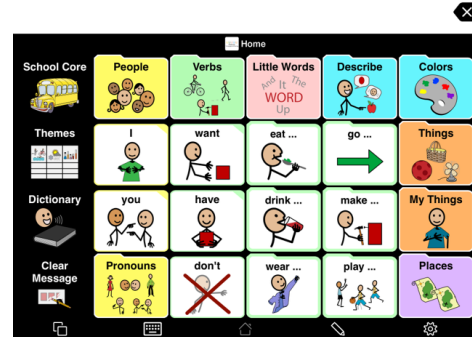 Home
School Core
People
Verbs
Little Words
And It The
WORD
Up
Describe
Colors
Themes
I
want
eat ...
go ...
Things
Dictionary
you
have
drink ...
make ...
My Things
Clear
Message
Pronouns
don't
wear ...
play ...
Places